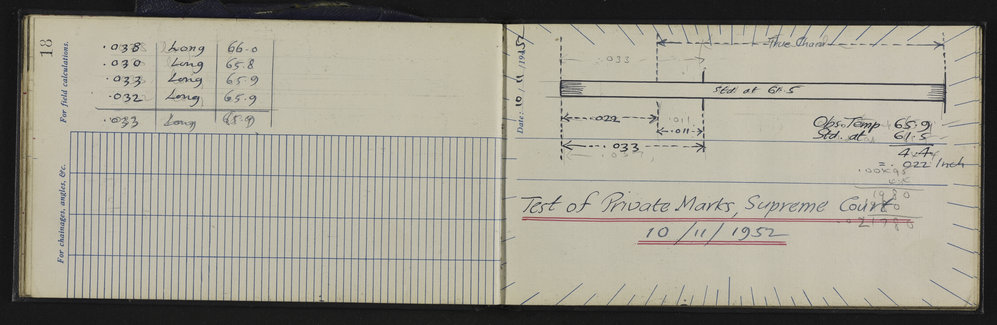 18
For field calculations.
.038 Long 66.0
.030 Long 65.8
.033 Long 65.9
.032 Long 65.9
.033 Long 65.9
For chainages, angles, &c.
Date: 10/11/1952
True Chain
.033
Std. at 61.5
.022
.011
.011
.033
Obs. Temp 65.9
Std. at 61.5
4.4
= .022 Inch
1980
21780
Test of Private Marks, Supreme Court
10/11/1952